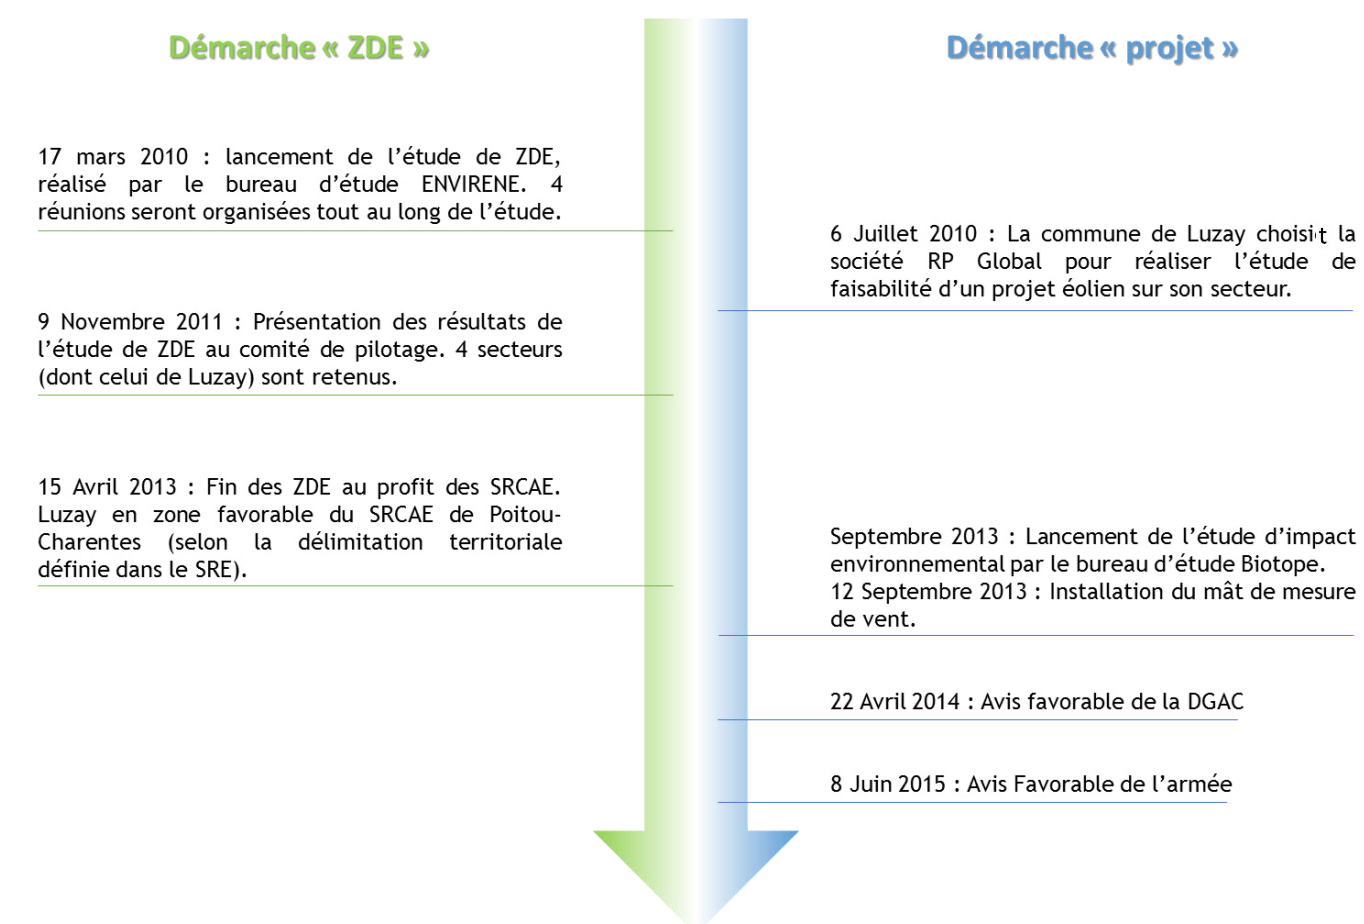 Démarche « ZDE »
17 mars 2010 : lancement de l’étude de ZDE,
réalisé par le bureau d’étude ENVIRENE. 4
réunions seront organisées tout au long de l’étude.
9 Novembre 2011 : Présentation des résultats de
l’étude de ZDE au comité de pilotage. 4 secteurs
(dont celui de Luzay) sont retenus.
15 Avril 2013 : Fin des ZDE au profit des SRCAE.
Luzay en zone favorable du SRCAE de Poitou-
Charentes (selon la délimitation territoriale
définie dans le SRE).
Démarche « projet »
6 Juillet 2010 : La commune de Luzay choisit la
société RP Global pour réaliser l’étude de
faisabilité d’un projet éolien sur son secteur.
Septembre 2013 : Lancement de l’étude d’impact
environnemental par le bureau d’étude Biotope.
12 Septembre 2013 : Installation du mât de mesure
de vent.
22 Avril 2014 : Avis favorable de la DGAC
8 Juin 2015 : Avis Favorable de l’armée